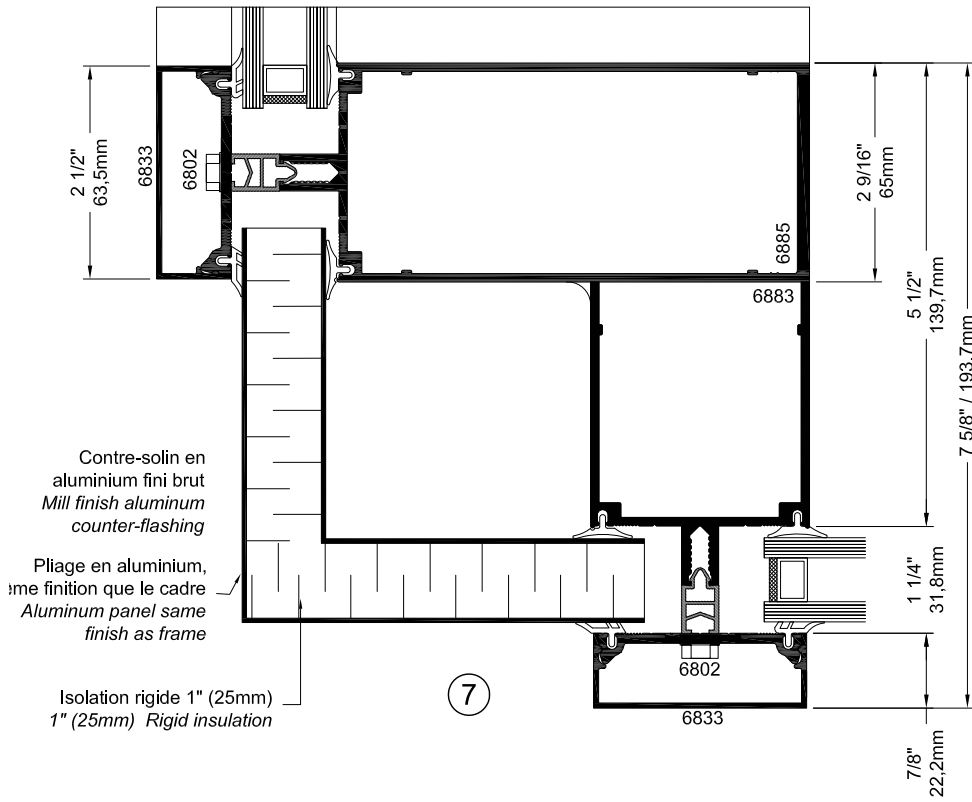 2 1/2"
63,5mm
6833
6802
2 9/16"
65mm
6885
6883
5 1/2"
139,7mm
7 5/8" / 193,7mm
Contre-solin en
aluminium fini brut
Mill finish aluminum
counter-flashing
Pliage en aluminium,
finition que le cadre
Aluminum panel same
finish as frame
Isolation rigide 1" (25mm)
1" (25mm) Rigid insulation
7
1 1/4"
31,8mm
6802
6833
7/8"
22,2mm